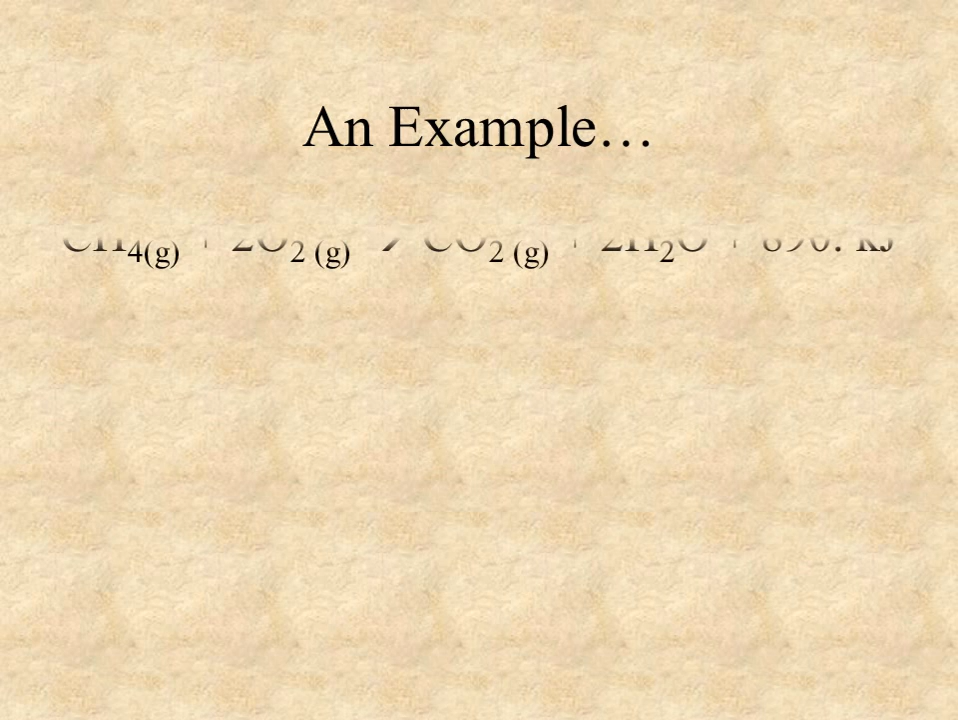 An Example…
CH4(g) + 2O2 (g) → CO2 (g) + 2H2O + 890. kJ